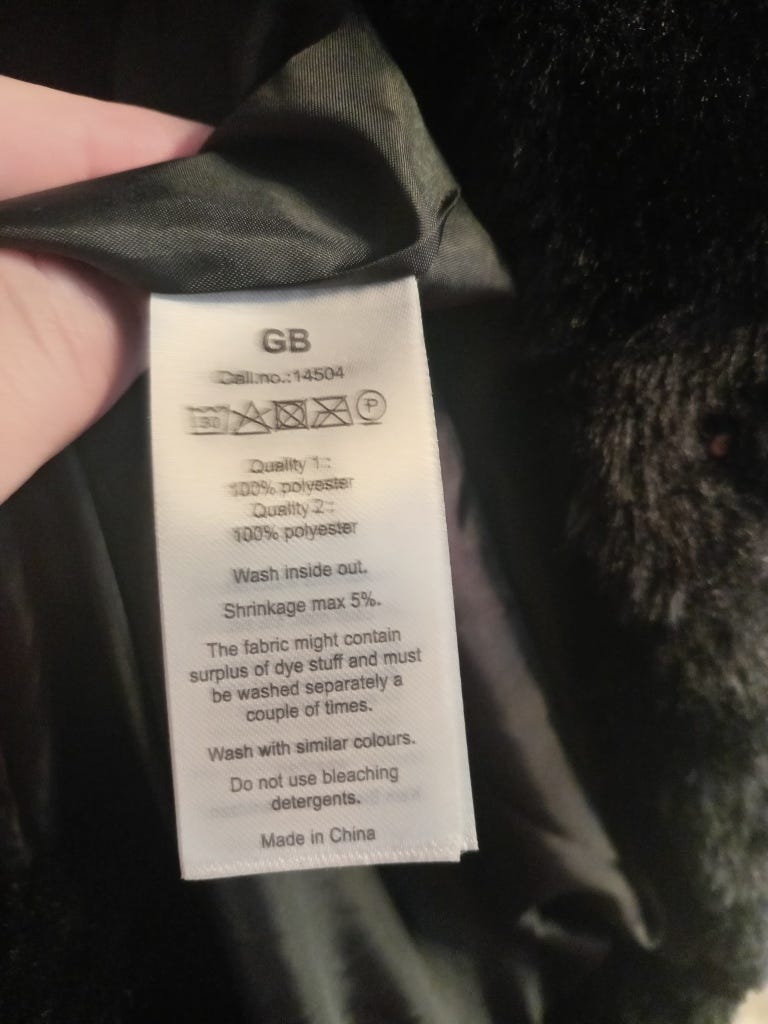 GB
Call.no.:14504
30
P
Quality 1::
100% polyester
Quality 2::
100% polyester
Wash inside out.
Shrinkage max 5%.
The fabric might contain
surplus of dye stuff and must
be washed separately a
couple of times.
Wash with similar colours.
Do not use bleaching
detergents.
Made in China